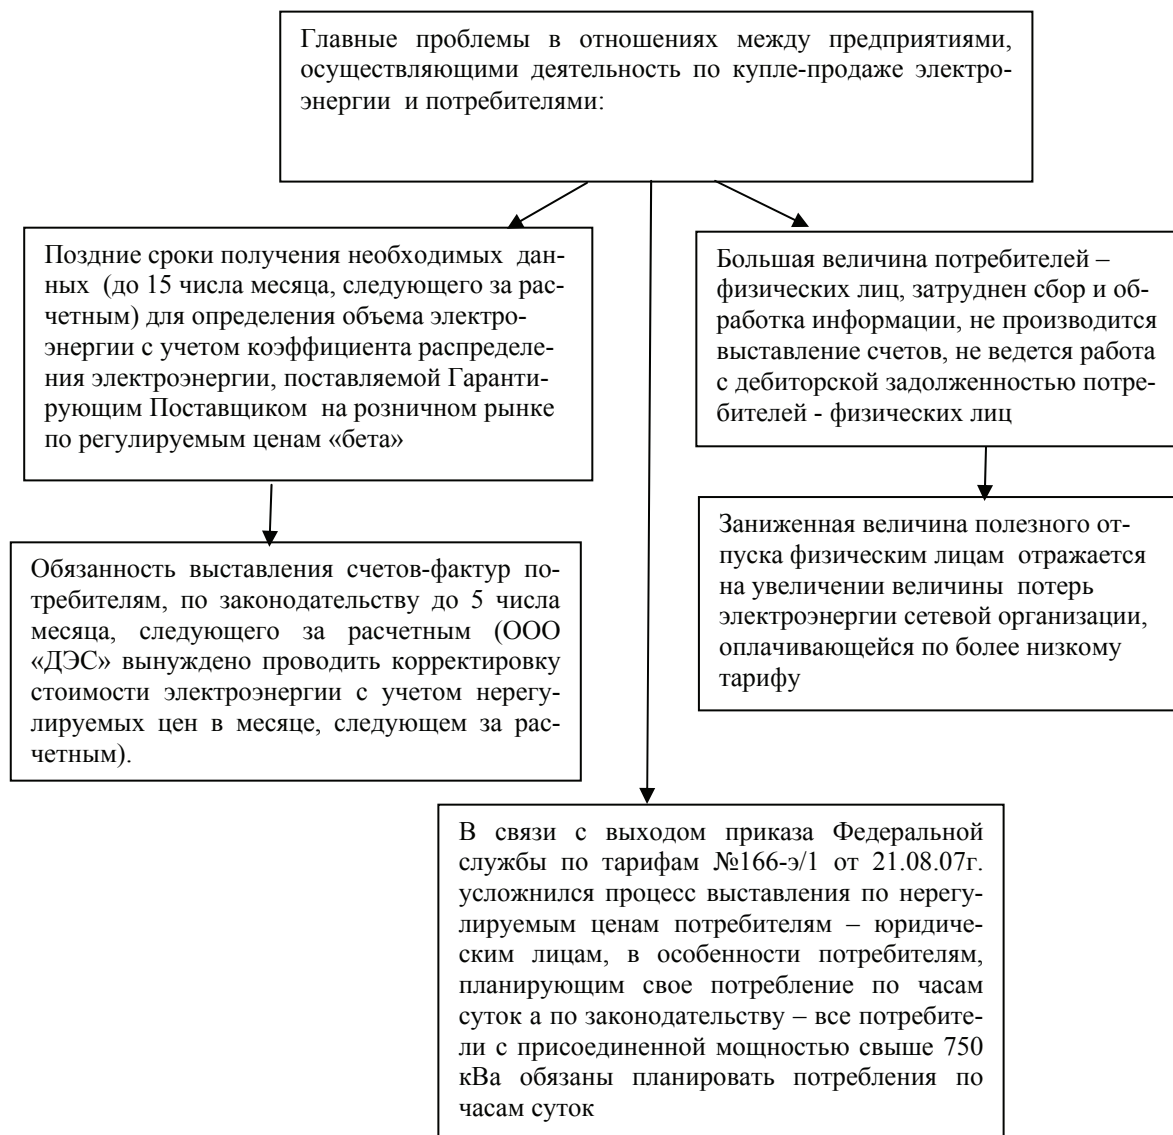 Главные проблемы в отношениях между предприятиями,
осуществляющими деятельность по купле-продаже электро-
энергии и потребителями:
Поздние сроки получения необходимых дан-
ных (до 15 числа месяца, следующего за рас-
четным) для определения объема электро-
энергии с учетом коэффициента распределе-
ния электроэнергии, поставляемой Гаранти-
рующим Поставщиком на розничном рынке
по регулируемым ценам «бета»
Большая величина потребителей –
физических лиц, затруднен сбор и об-
работка информации, не производится
выставление счетов, не ведется работа
с дебиторской задолженностью потре-
бителей - физических лиц
Обязанность выставления счетов-фактур по-
требителям, по законодательству до 5 числа
месяца, следующего за расчетным (ООО
«ДЭС» вынуждено проводить корректировку
стоимости электроэнергии с учетом нерегу-
лируемых цен в месяце, следующем за рас-
четным).
Заниженная величина полезного от-
пуска физическим лицам отражается
на увеличении величины потерь
электроэнергии сетевой организации,
оплачивающейся по более низкому
тарифу
В связи с выходом приказа Федеральной
службы по тарифам №166-э/1 от 21.08.07г.
усложнился процесс выставления по нерегу-
лируемым ценам потребителям – юридиче-
ским лицам, в особенности потребителям,
планирующим свое потребление по часам
суток а по законодательству – все потребите-
ли с присоединенной мощностью свыше 750
кВа обязаны планировать потребления по
часам суток